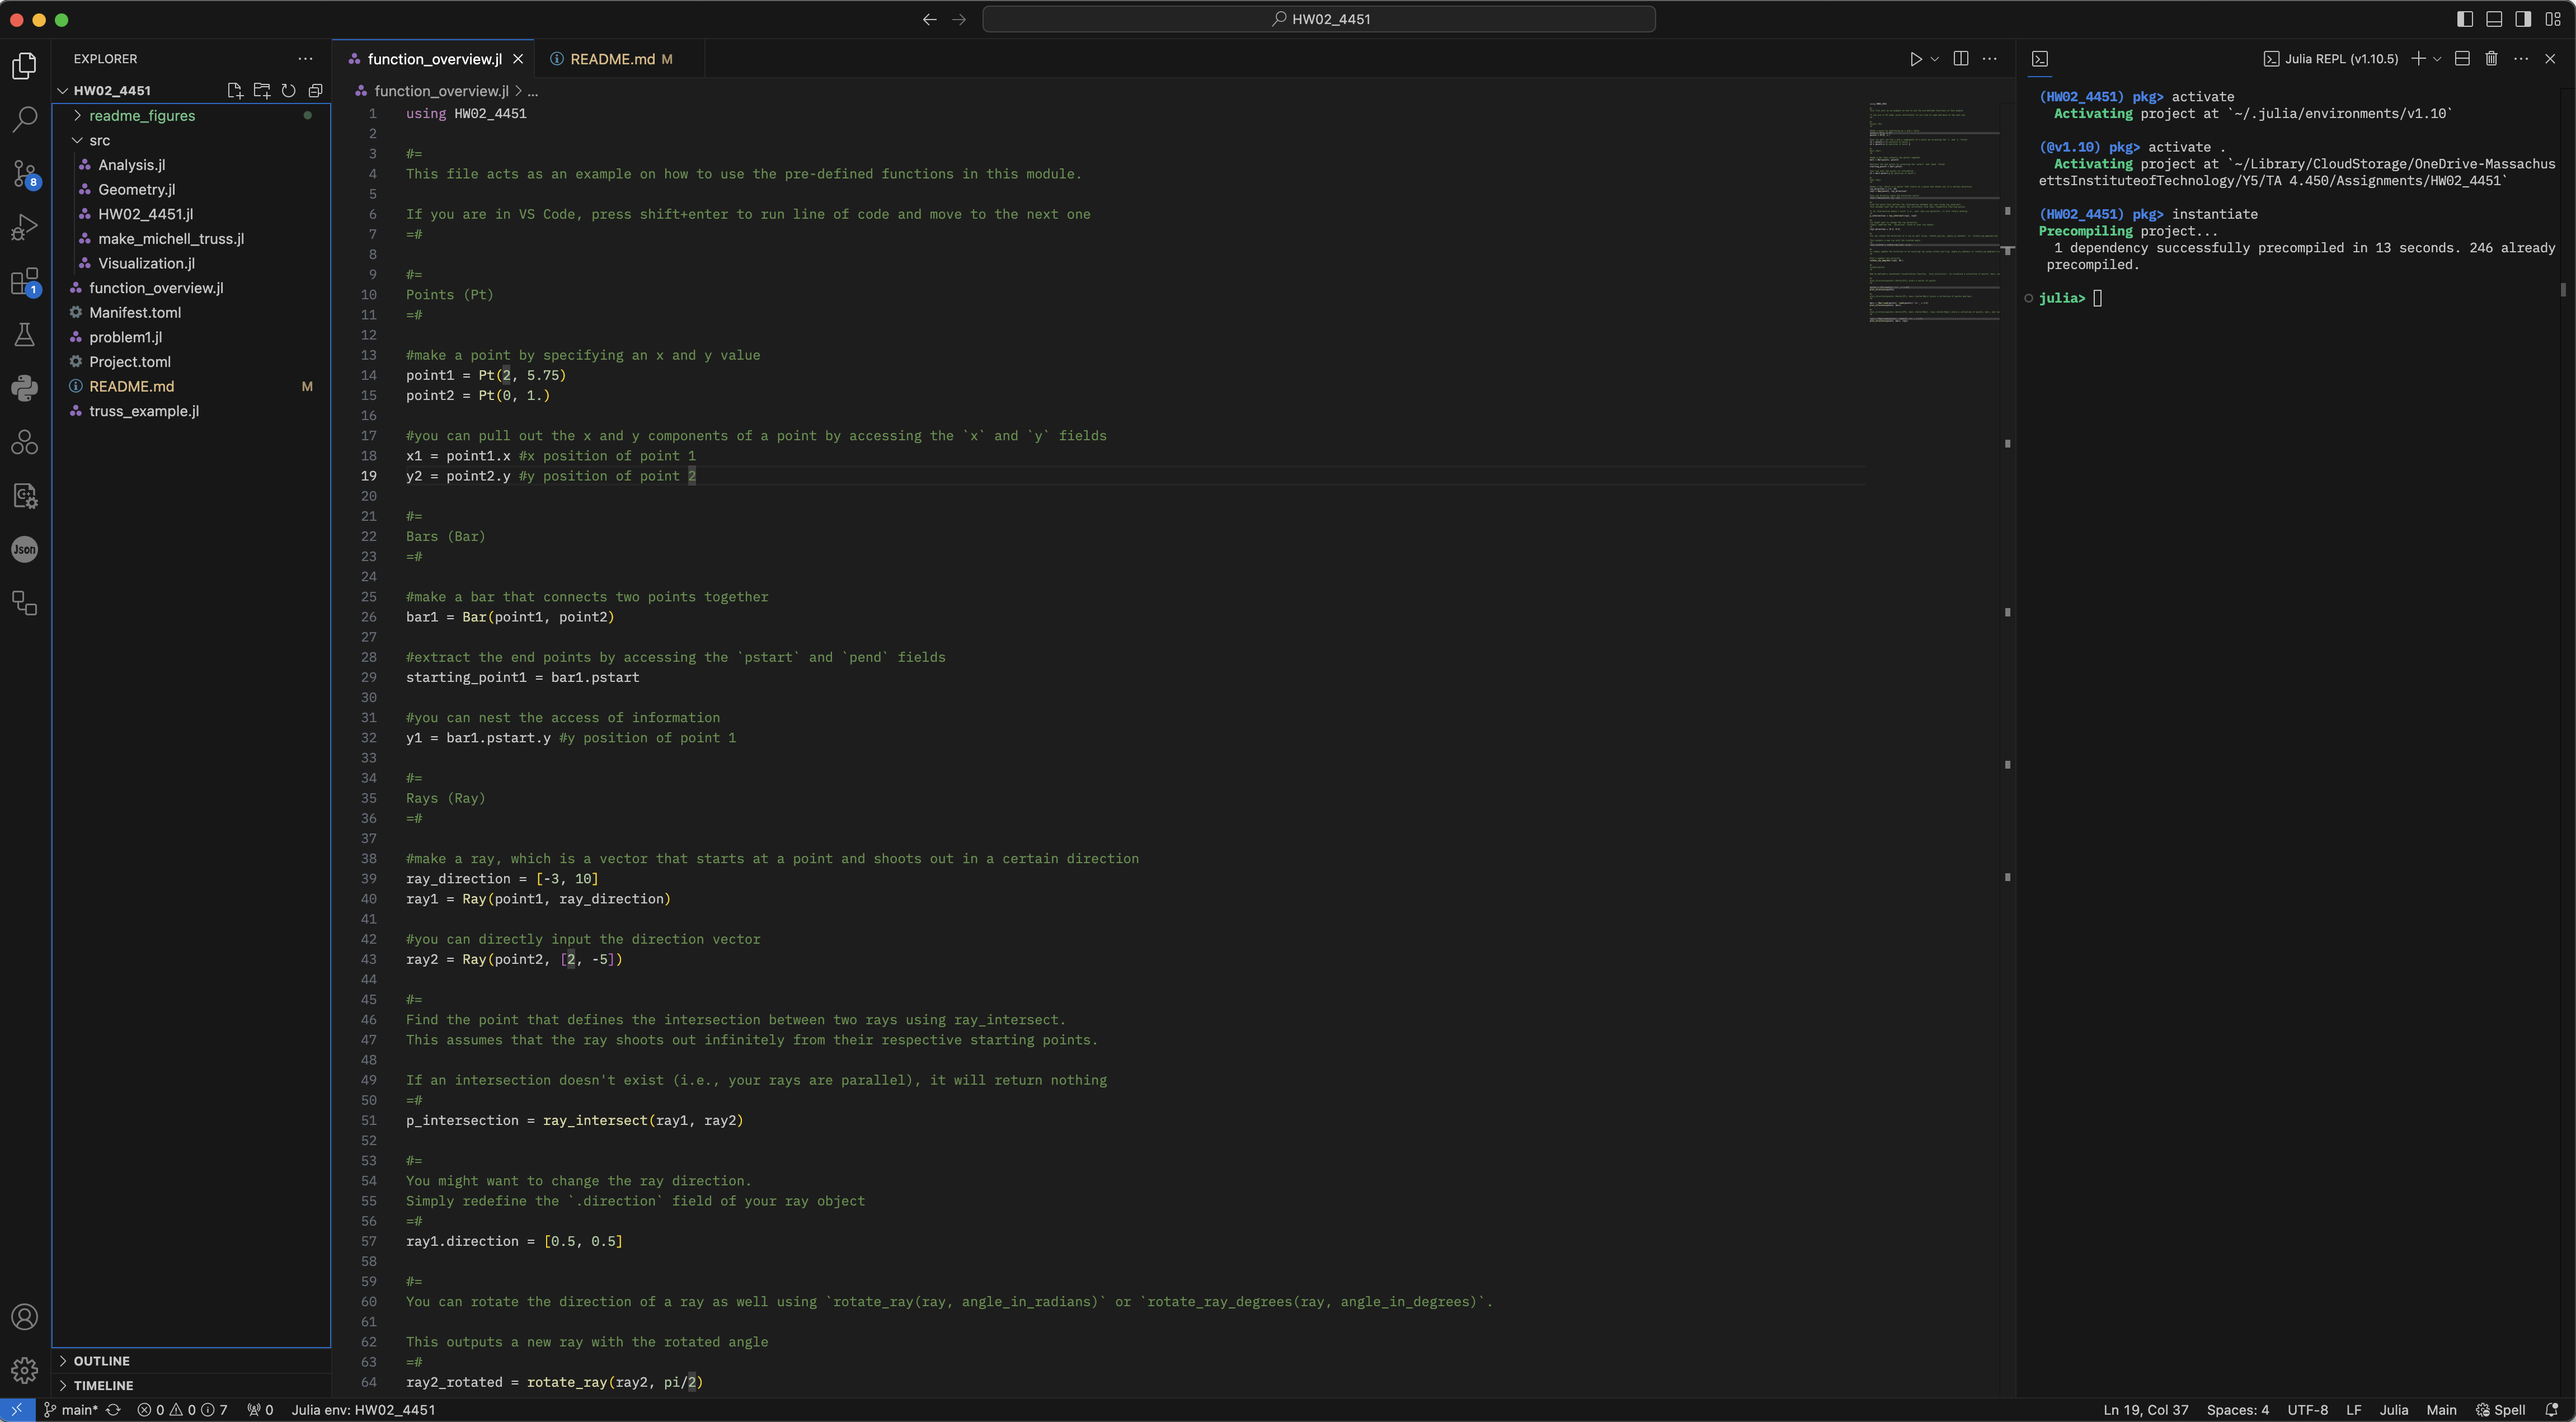 HW02_4451
EXPLORER
HW02_4451
readme_figures
src
Analysis.jl
Geometry.jl
HW02_4451.jl
make_michell_truss.jl
Visualization.jl
function_overview.jl
Manifest.toml
problem1.jl
Project.toml
README.md M
truss_example.jl
OUTLINE
TIMELINE
8
1
Json
function_overview.jl
README.md M
function_overview.jl > ...
1 using HW02_4451
2
3 #=
4 This file acts as an example on how to use the pre-defined functions in this module.
5
6 If you are in VS Code, press shift+enter to run line of code and move to the next one
7 =#
8
9 #=
10 Points (Pt)
11 =#
12
13 #make a point by specifying an x and y value
14 point1 = Pt(2, 5.75)
15 point2 = Pt(0, 1.)
16
17 #you can pull out the x and y components of a point by accessing the `x` and `y` fields
18 x1 = point1.x #x position of point 1
19 y2 = point2.y #y position of point 2
20
21 #=
22 Bars (Bar)
23 =#
24
25 #make a bar that connects two points together
26 bar1 = Bar(point1, point2)
27
28 #extract the end points by accessing the `pstart` and `pend` fields
29 starting_point1 = bar1.pstart
30
31 #you can nest the access of information
32 y1 = bar1.pstart.y #y position of point 1
33
34 #=
35 Rays (Ray)
36 =#
37
38 #make a ray, which is a vector that starts at a point and shoots out in a certain direction
39 ray_direction = [-3, 10]
40 ray1 = Ray(point1, ray_direction)
41
42 #you can directly input the direction vector
43 ray2 = Ray(point2, [2, -5])
44
45 #=
46 Find the point that defines the intersection between two rays using ray_intersect.
47 This assumes that the ray shoots out infinitely from their respective starting points.
48
49 If an intersection doesn't exist (i.e., your rays are parallel), it will return nothing
50 =#
51 p_intersection = ray_intersect(ray1, ray2)
52
53 #=
54 You might want to change the ray direction.
55 Simply redefine the `.direction` field of your ray object
56 =#
57 ray1.direction = [0.5, 0.5]
58
59 #=
60 You can rotate the direction of a ray as well using `rotate_ray(ray, angle_in_radians)` or `rotate_ray_degrees(ray, angle_in_degrees)`.
61
62 This outputs a new ray with the rotated angle
63 =#
64 ray2_rotated = rotate_ray(ray2, pi/2)
Julia REPL (v1.10.5)
(HW02_4451) pkg> activate
Activating project at `~/.julia/environments/v1.10`
(@v1.10) pkg> activate .
Activating project at `~/Library/CloudStorage/OneDrive-Massachus
ettsInstituteofTechnology/Y5/TA 4.450/Assignments/HW02_4451`
(HW02_4451) pkg> instantiate
Precompiling project...
1 dependency successfully precompiled in 13 seconds. 246 already
precompiled.
julia>
main* 0 0 7 0 Julia env: HW02_4451
Ln 19, Col 37 Spaces: 4 UTF-8 LF Julia Main Spell